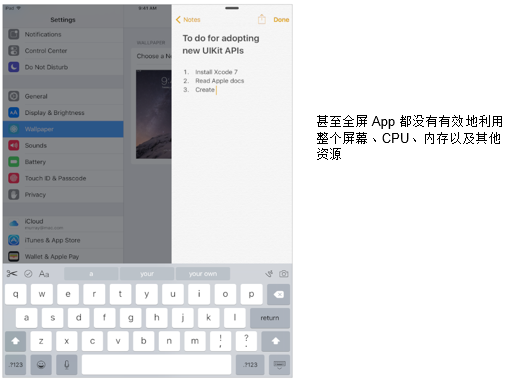 iPad
9:41 AM
Settings
Notifications
Control Center
Do Not Disturb
General
Display & Brightness
Wallpaper
Sounds
Battery
Touch ID & Passcode
Privacy
iCloud
iTunes & App Store
Wallet & Apple Pay
WALLPAPER
Choose a Ne
Notes
Done
To do for adopting
new UIKit APIs
1. Install Xcode 7
2. Read Apple docs
3. Create
甚至全屏 App 都没有有效地利用
整个屏幕、CPU、内存以及其他
资源
Aa
a your your own
q w e r t y u i o p
a s d f g h j k l return
z x c v b n m ! , ? .
.?123 .?123